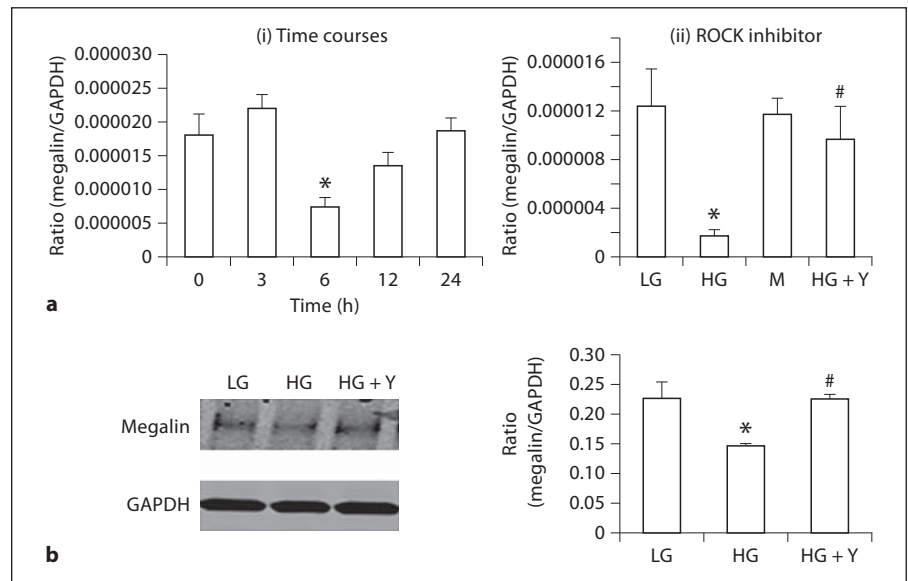 (i) Time courses
Ratio (megalin/GAPDH)
0.000030
0.000025
0.000020
0.000015
0.000010
0.000005
0
*
0 3 6 12 24
Time (h)
(ii) ROCK inhibitor
Ratio (megalin/GAPDH)
0.000016
0.000012
0.000008
0.000004
0
*
#
LG HG M HG + Y
a
LG HG HG + Y
Megalin
GAPDH
b
Ratio
(megalin/GAPDH)
0.30
0.25
0.20
0.15
0.10
0.05
0
*
#
LG HG HG + Y